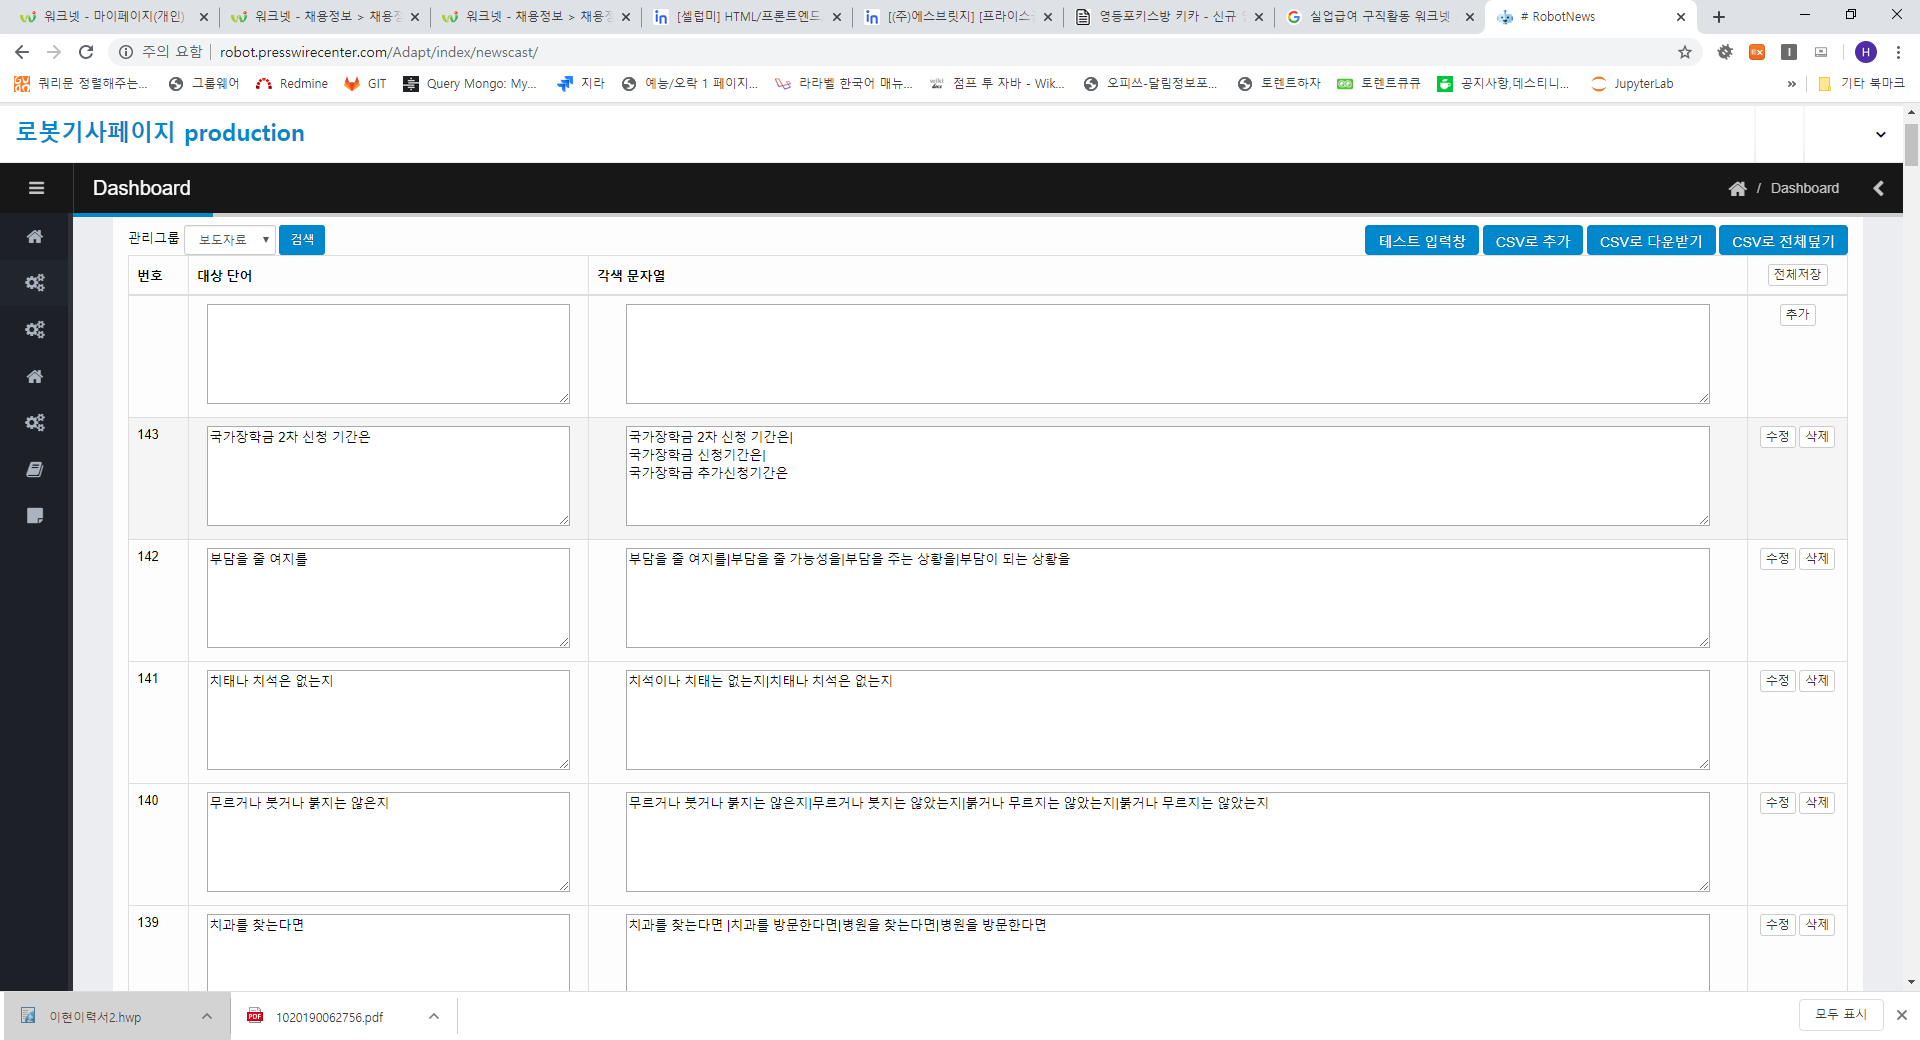 워크넷 - 마이페이지(개인)
워크넷 - 채용정보 > 채용정
워크넷 - 채용정보 > 채용정
[셀럽미] HTML/프론트엔드
[(주)에스브릿지] [프라이스
영등포키스방 키카 - 신규
실업급여 구직활동 워크넷
# RobotNews
주의 요함 | robot.presswirecenter.com/Adapt/index/newscast/
H
쿼리문 정렬해주는...
그룹웨어
Redmine
GIT
Query Mongo: My...
지라
예능/오락 1 페이지...
라라벨 한국어 매뉴...
점프 투 자바 - Wik...
오피쓰-달림정보포...
토렌트하자
토렌트큐큐
공지사항,데스티니...
JupyterLab
»
기타 북마크
로봇기사페이지 production
Dashboard
/ Dashboard
관리그룹 보도자료 검색
테스트 입력창 CSV로 추가 CSV로 다운받기 CSV로 전체덮기
번호 대상 단어 각색 문자열 전체저장
추가
143 국가장학금 2차 신청 기간은
국가장학금 2차 신청 기간은|
국가장학금 신청기간은|
국가장학금 추가신청기간은
수정 삭제
142 부담을 줄 여지를
부담을 줄 여지를|부담을 줄 가능성을|부담을 주는 상황을|부담이 되는 상황을
수정 삭제
141 치태나 치석은 없는지
치석이나 치태는 없는지|치태나 치석은 없는지
수정 삭제
140 무르거나 붓거나 붉지는 않은지
무르거나 붓거나 붉지는 않은지|무르거나 붓지는 않았는지|붉거나 무르지는 않았는지|붉거나 무르지는 않았는지
수정 삭제
139 치과를 찾는다면
치과를 찾는다면 |치과를 방문한다면|병원을 찾는다면|병원을 방문한다면
수정 삭제
이현이력서2.hwp
1020190062756.pdf
모두 표시